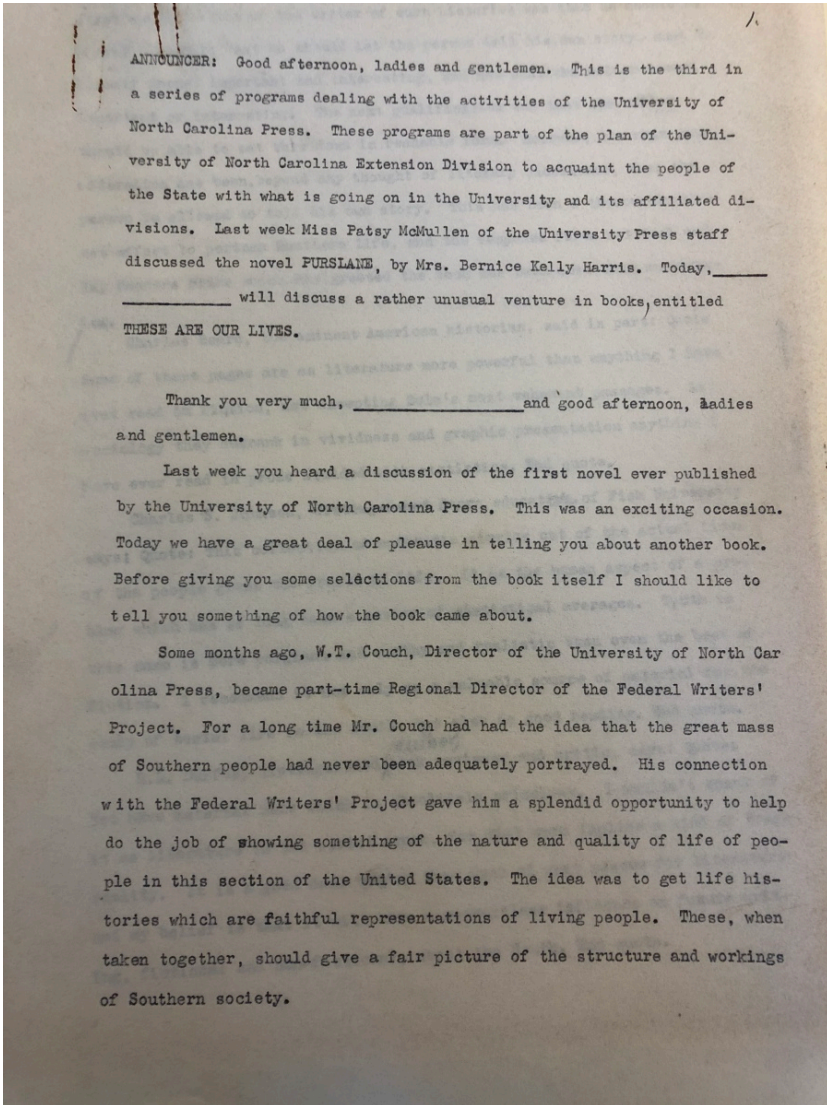 1.
ANNOUNCER: Good afternoon, ladies and gentlemen. This is the third in
a series of programs dealing with the activities of the University of
North Carolina Press. These programs are part of the plan of the Uni-
versity of North Carolina Extension Division to acquaint the people of
the State with what is going on in the University and its affiliated di-
visions. Last week Miss Patsy McMullen of the University Press staff
discussed the novel PURSLANE, by Mrs. Bernice Kelly Harris. Today,______
____________ will discuss a rather unusual venture in books, entitled
THESE ARE OUR LIVES.
Thank you very much, __________________and good afternoon, ladies
and gentlemen.
Last week you heard a discussion of the first novel ever published
by the University of North Carolina Press. This was an exciting occasion.
Today we have a great deal of pleause in telling you about another book.
Before giving you some selections from the book itself I should like to
tell you something of how the book came about.
Some months ago, W.T. Couch, Director of the University of North Car
olina Press, became part-time Regional Director of the Federal Writers'
Project. For a long time Mr. Couch had had the idea that the great mass
of Southern people had never been adequately portrayed. His connection
with the Federal Writers' Project gave him a splendid opportunity to help
do the job of showing something of the nature and quality of life of peo-
ple in this section of the United States. The idea was to get life his-
tories which are faithful representations of living people. These, when
taken together, should give a fair picture of the structure and workings
of Southern society.